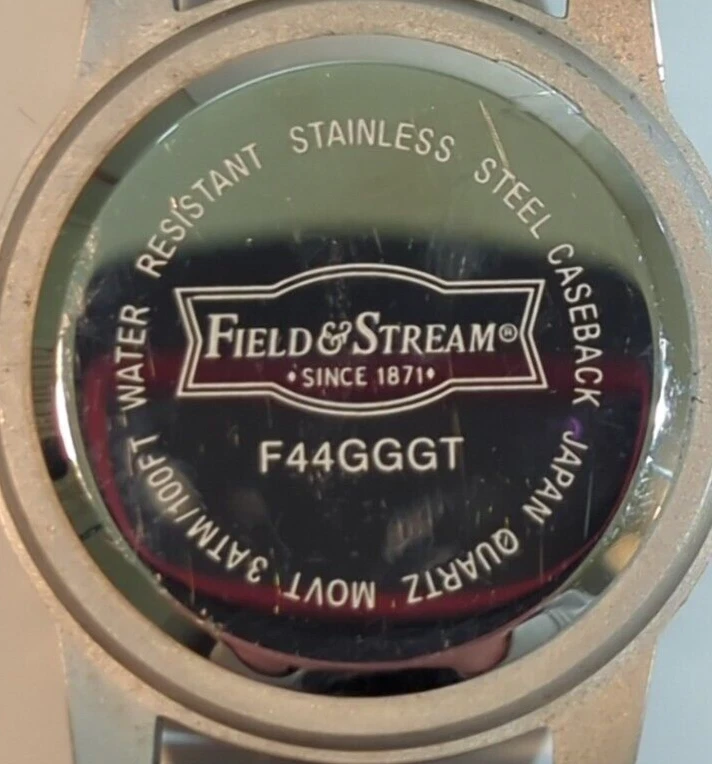 WATER RESISTANT STAINLESS STEEL CASEBACK JAPAN QUARTZ MOVT 3ATM/100FT
FIELD & STREAM®
•SINCE 1871•
F44GGGT